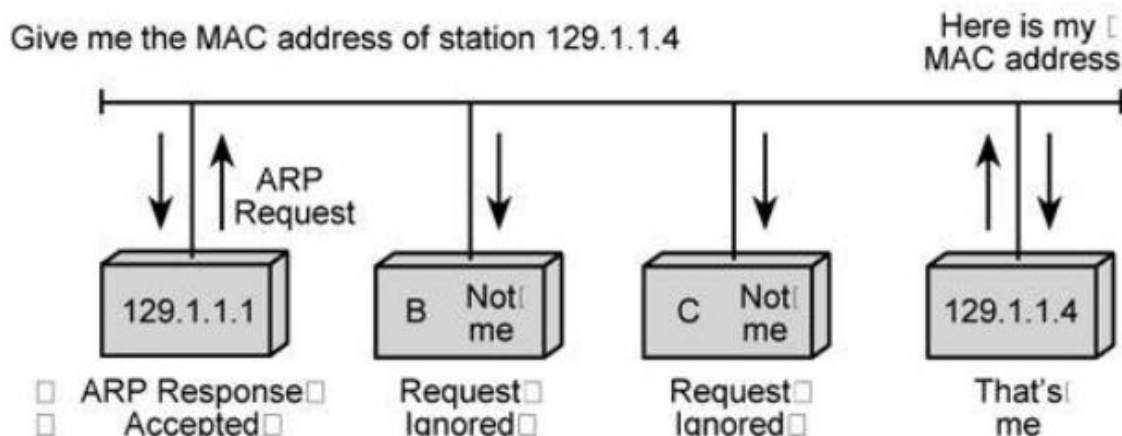 Give me the MAC address of station 129.1.1.4
Here is my
MAC address
ARP
Request
129.1.1.1
B Not
me
C Not
me
129.1.1.4
ARP Response
Accepted
Request
Ignored
Request
Ignored
That's
me